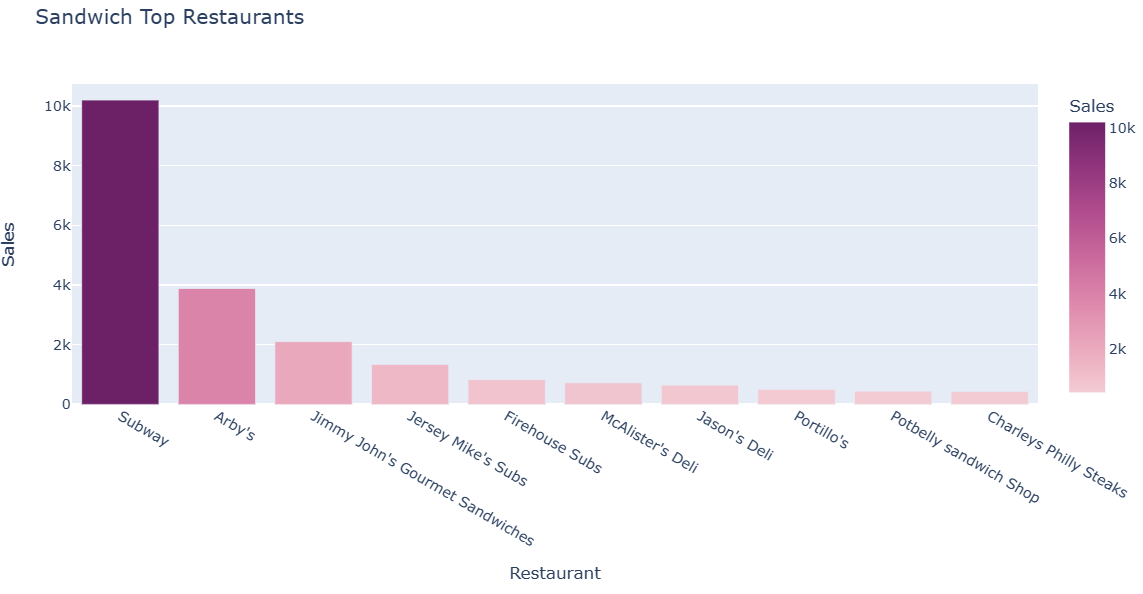 Sandwich Top Restaurants
Sales
10k
8k
6k
4k
2k
0
Subway
Arby's
Jimmy John's Gourmet Sandwiches
Jersey Mike's Subs
Firehouse Subs
McAlister's Deli
Jason's Deli
Portillo's
Potbelly sandwich Shop
Charleys Philly Steaks
Restaurant
Sales
10k
8k
6k
4k
2k